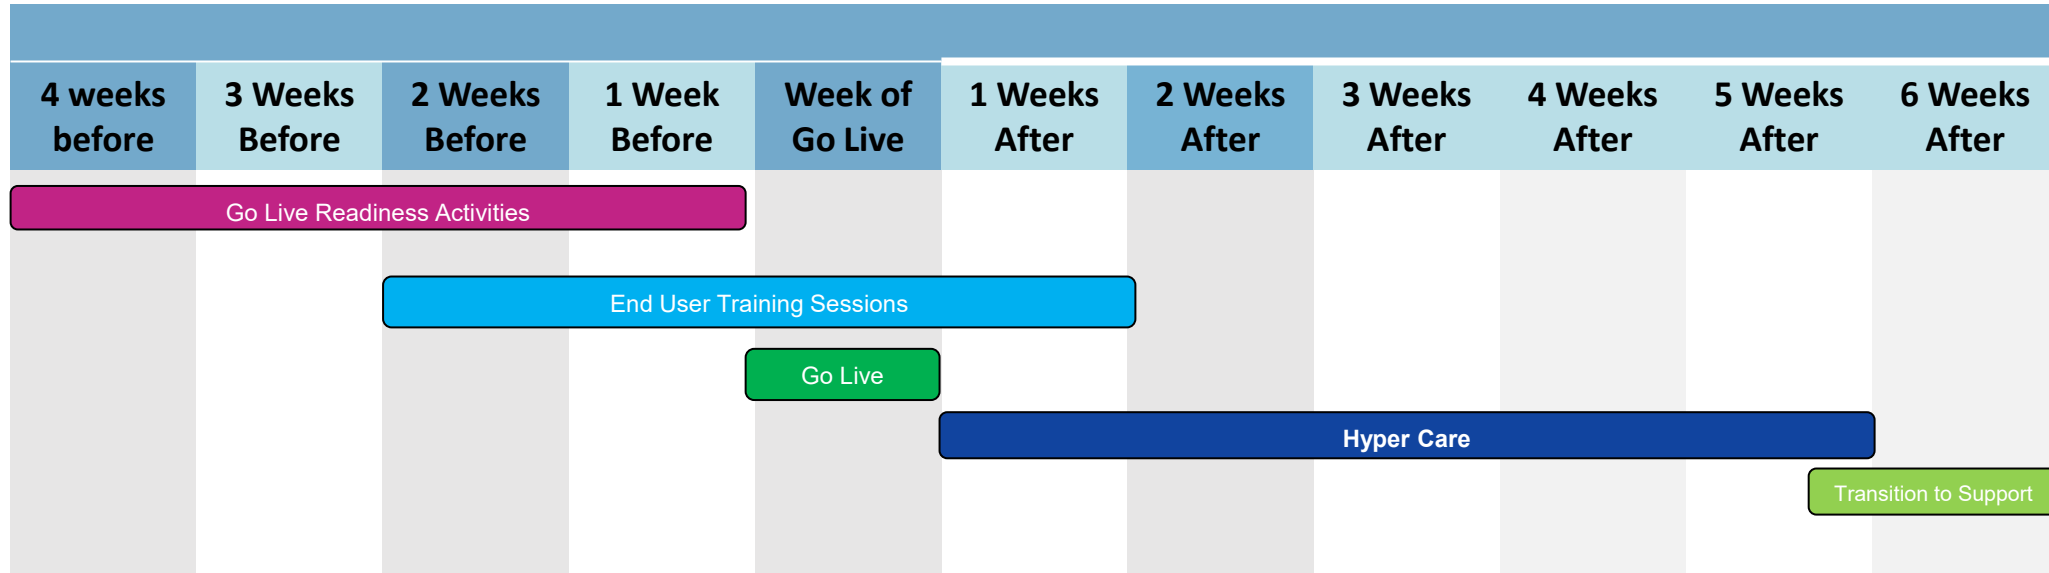 4 weeks before
3 Weeks Before
2 Weeks Before
1 Week Before
Week of Go Live
1 Weeks After
2 Weeks After
3 Weeks After
4 Weeks After
5 Weeks After
6 Weeks After
Go Live Readiness Activities
End User Training Sessions
Go Live
Hyper Care
Transition to Support